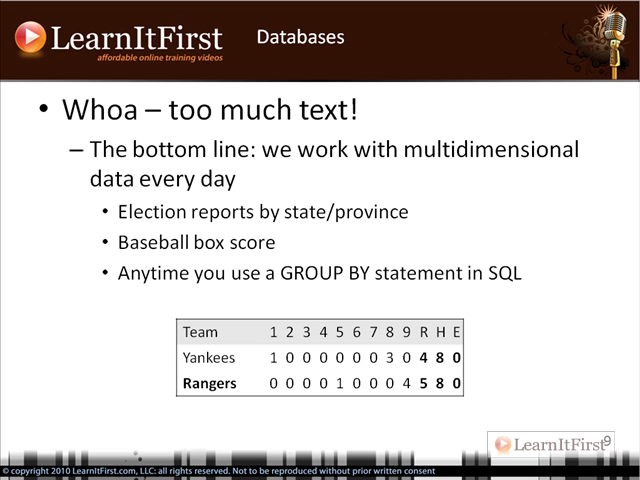 LearnItFirst
affordable online training videos
Databases
• Whoa – too much text!
– The bottom line: we work with multidimensional
data every day
• Election reports by state/province
• Baseball box score
• Anytime you use a GROUP BY statement in SQL
Team 1 2 3 4 5 6 7 8 9 R H E
Yankees 1 0 0 0 0 0 0 3 0 4 8 0
Rangers 0 0 0 0 1 0 0 0 4 5 8 0
LearnItFirst
9
© copyright 2010 LearnItFirst.com, LLC: all rights reserved. Not to be reproduced without prior written consent